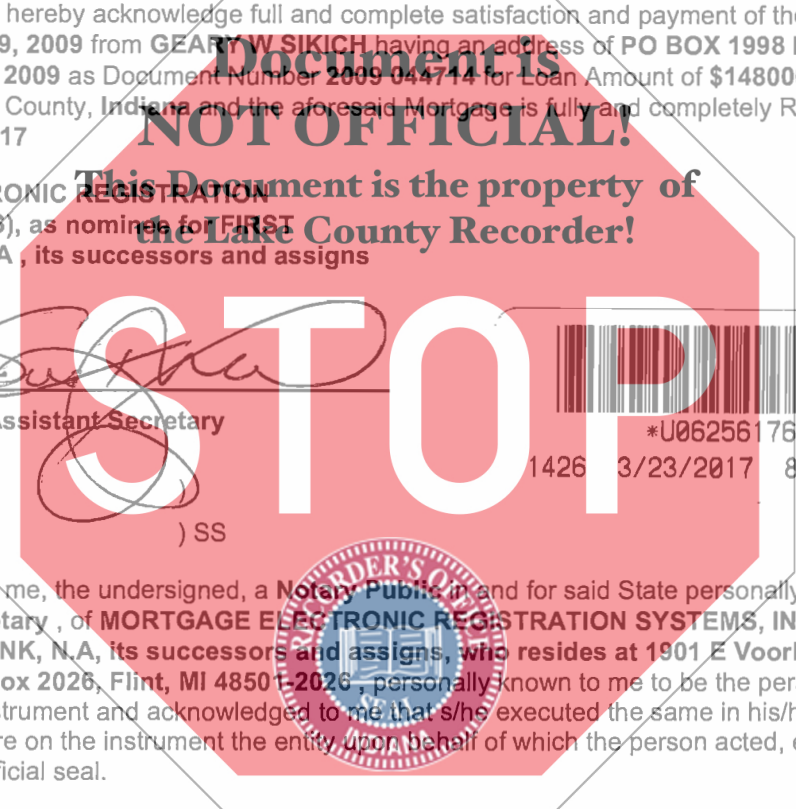 hereby acknowledge full and complete satisfaction and payment of the
9, 2009 from GEARY W SIKICH having an address of PO BOX 1998
Document is
2009 as Document Number 2009 044714 for Loan Amount of $14800
County, Indiana and the aforesaid Mortgage is fully and completely R
NOT OFFICIAL!
17
This Document is the property of
RONIC REGISTRATION
), as nominee for FIRST
the Lake County Recorder!
A , its successors and assigns
STOP
Assistant Secretary
*U06256176
1426 3/23/2017 8
)
) SS
me, the undersigned, a Notary Public in and for said State personally
tary , of MORTGAGE ELECTRONIC REGISTRATION SYSTEMS, IN
NK, N.A, its successors and assigns, who resides at 1901 E Voor
ox 2026, Flint, MI 48501-2026 , personally known to me to be the per
strument and acknowledged to me that s/he executed the same in his/h
re on the instrument the entity upon behalf of which the person acted, e
ficial seal.
RECORDER'S OFFICE
SEAL
INDIANA